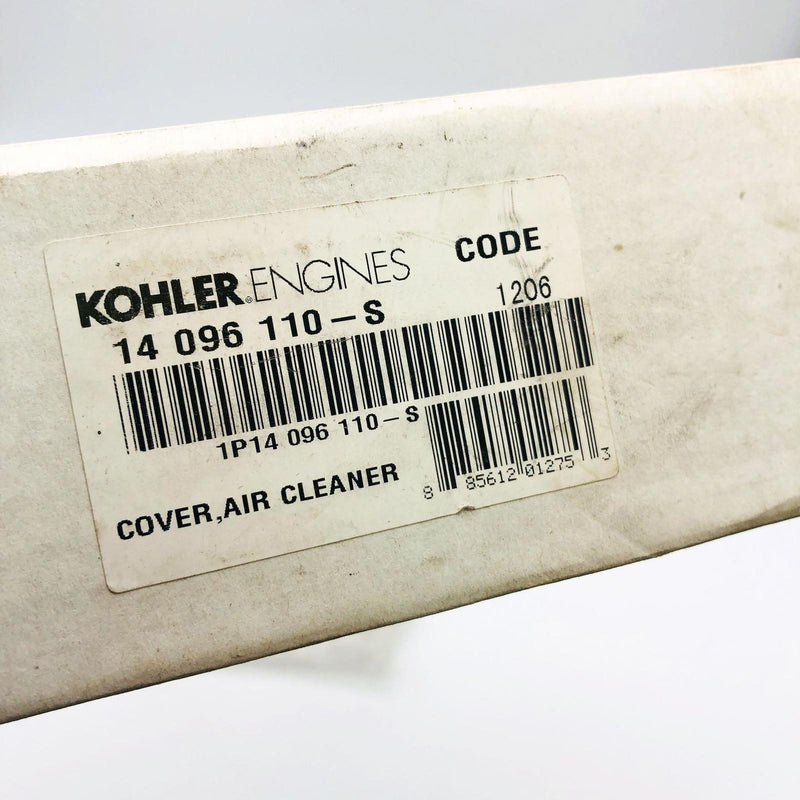 KOHLER® ENGINES CODE
14 096 110-S 1206
1P14 096 110-S
COVER,AIR CLEANER
8 85612 01275 3